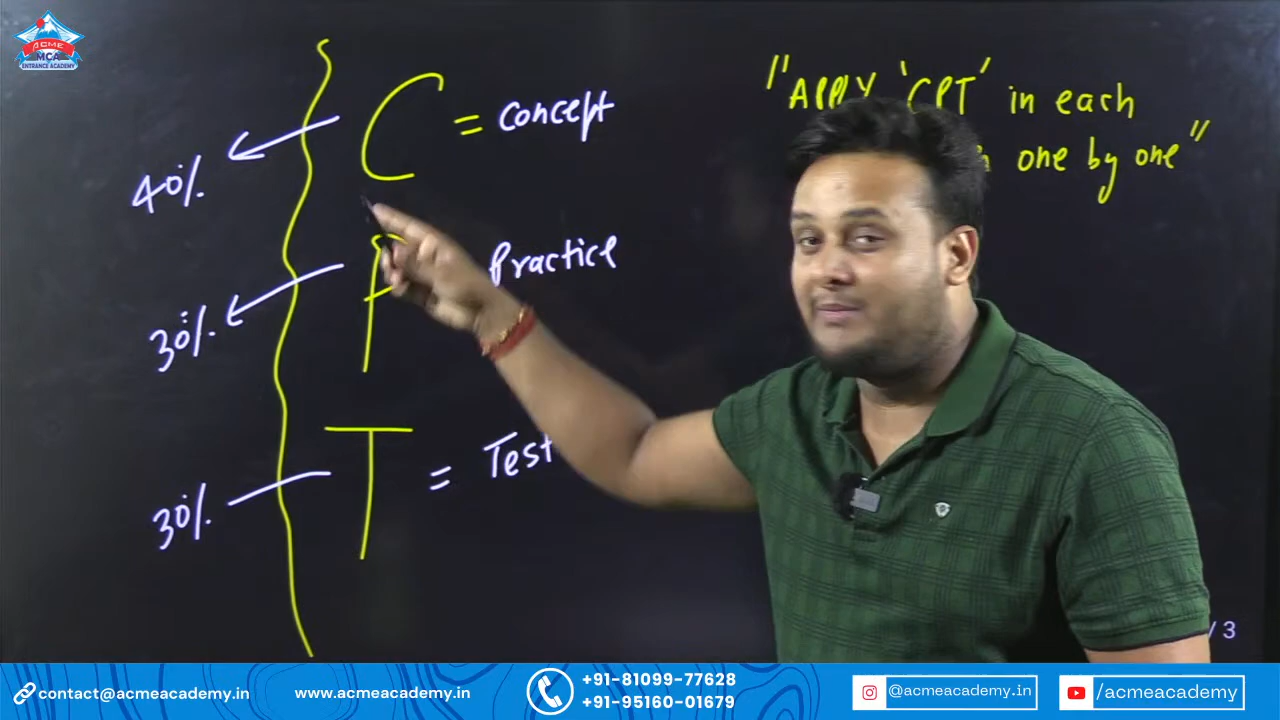 ACME
MCA
ENTRANCE ACADEMY
40%
C = Concept
30%
P Practice
30%
T = Test
"APPLY 'CPT' in each
one by one"
/ 3
contact@acmeacademy.in
www.acmeacademy.in
+91-81099-77628
+91-95160-01679
@acmeacademy.in
/acmeacademy